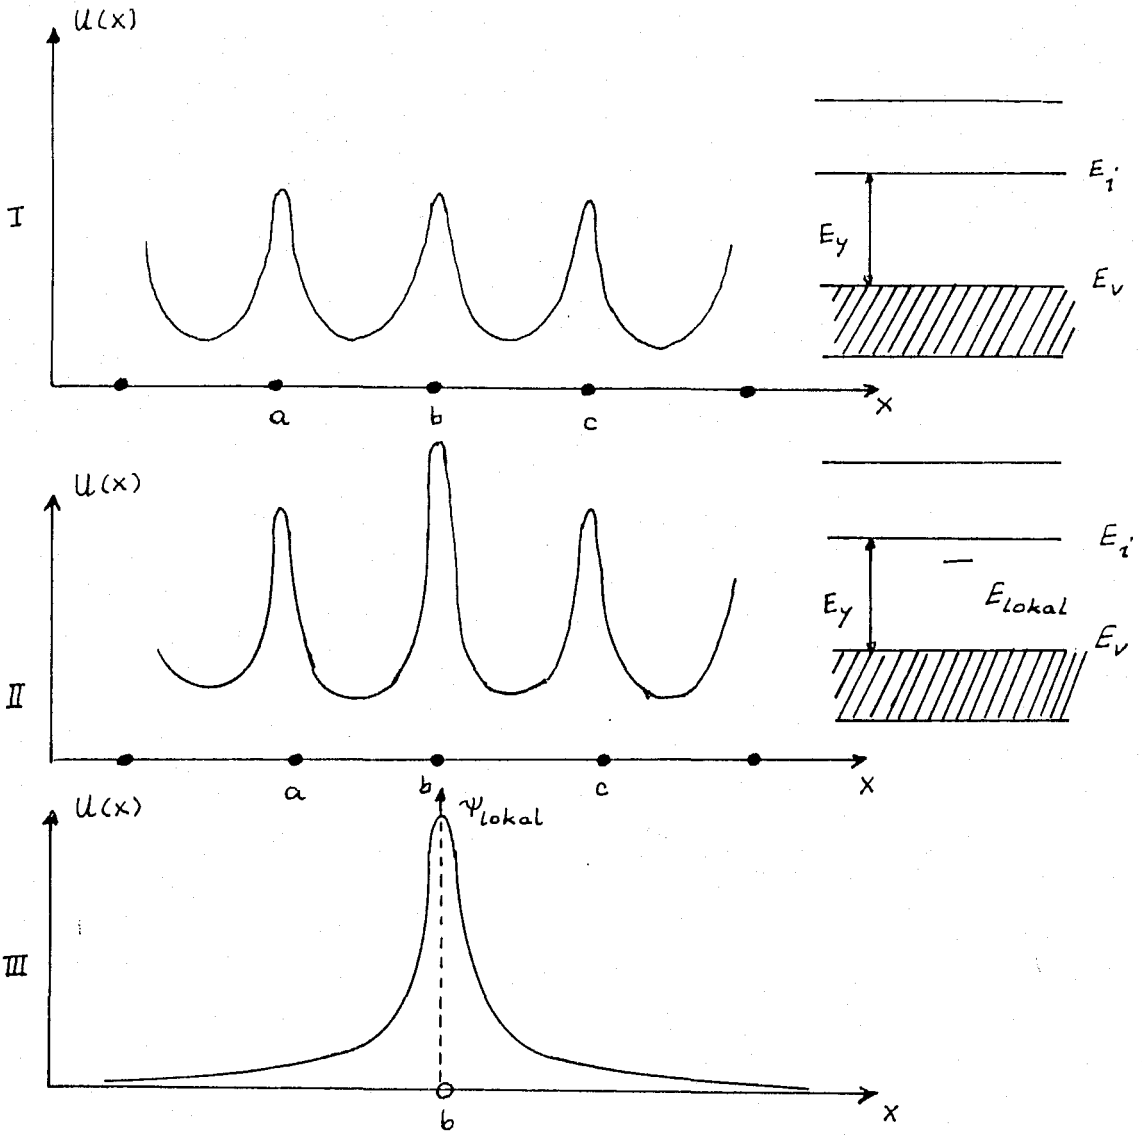 U(x)
I
E_i
E_y
E_v
a b c x
U(x)
II
E_i
E_y
E_lokal
E_v
a b c x
U(x)
ψ_lokal
III
b
x